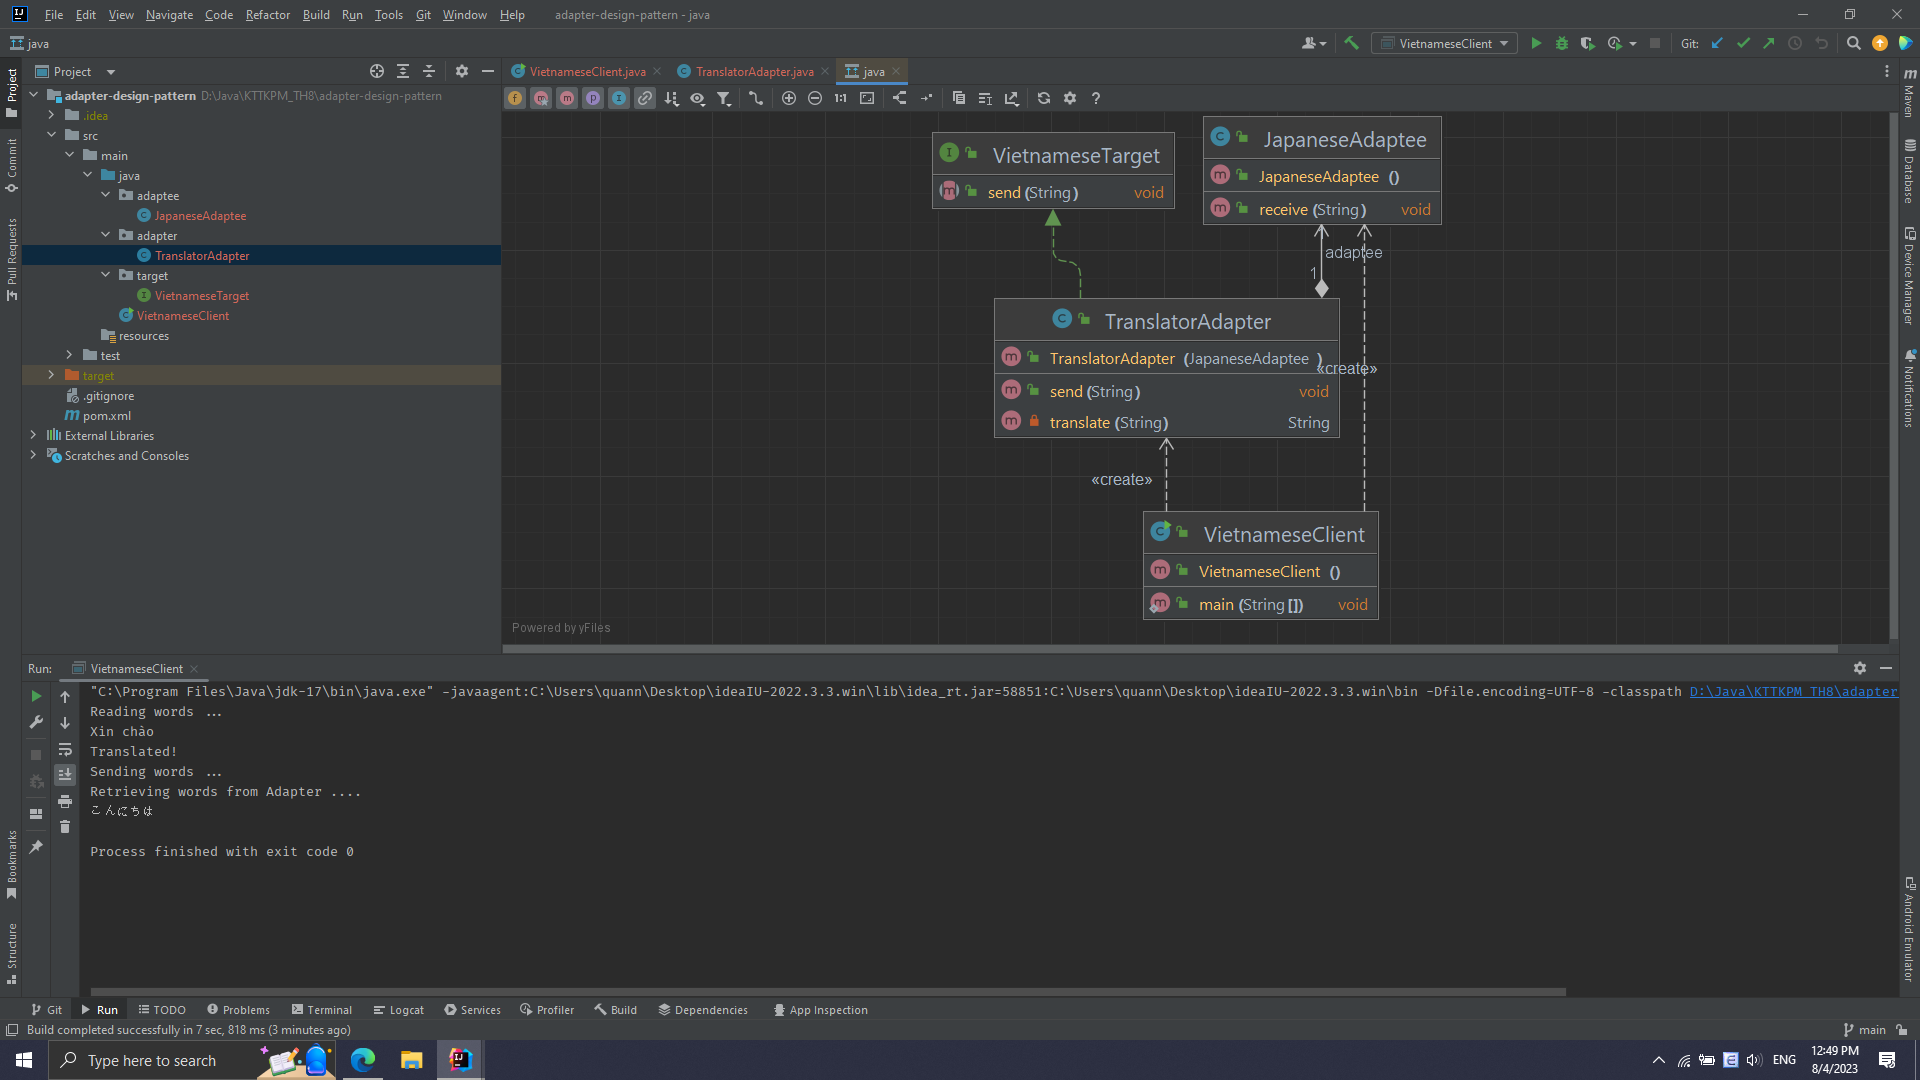 File Edit View Navigate Code Refactor Build Run Tools Git Window Help adapter-design-pattern - java
java
VietnameseClient
Git:
Project
VietnameseClient.java
TranslatorAdapter.java
java
adapter-design-pattern D:\Java\KTTKPM_TH8\adapter-design-pattern
.idea
src
main
java
adaptee
JapaneseAdaptee
adapter
TranslatorAdapter
target
VietnameseTarget
VietnameseClient
resources
test
target
.gitignore
pom.xml
External Libraries
Scratches and Consoles
Project
Commit
Pull Requests
Bookmarks
Structure
1:1
VietnameseTarget
send (String) void
JapaneseAdaptee
JapaneseAdaptee ()
receive (String) void
adaptee
1
TranslatorAdapter
TranslatorAdapter (JapaneseAdaptee )
«create»
send (String) void
translate (String) String
«create»
VietnameseClient
VietnameseClient ()
main (String[]) void
Powered by yFiles
Maven
Database
Device Manager
Notifications
Android Emulator
Run: VietnameseClient
"C:\Program Files\Java\jdk-17\bin\java.exe" -javaagent:C:\Users\quann\Desktop\ideaIU-2022.3.3.win\lib\idea_rt.jar=58851:C:\Users\quann\Desktop\ideaIU-2022.3.3.win\bin -Dfile.encoding=UTF-8 -classpath D:\Java\KTTKPM_TH8\adapter
Reading words ...
Xin chào
Translated!
Sending words ...
Retrieving words from Adapter ....
こんにちは
Process finished with exit code 0
Git Run TODO Problems Terminal Logcat Services Profiler Build Dependencies App Inspection
Build completed successfully in 7 sec, 818 ms (3 minutes ago)
main
Type here to search
ENG
12:49 PM
8/4/2023